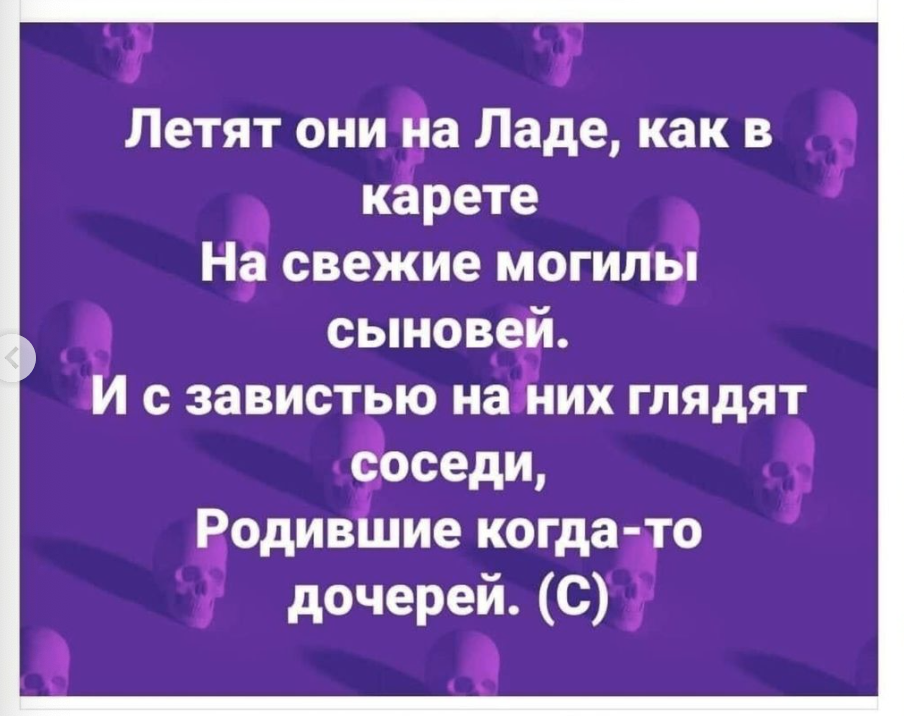 Летят они на Ладе, как в
карете
На свежие могилы
сыновей.
И с завистью на них глядят
соседи,
Родившие когда-то
дочерей. (С)